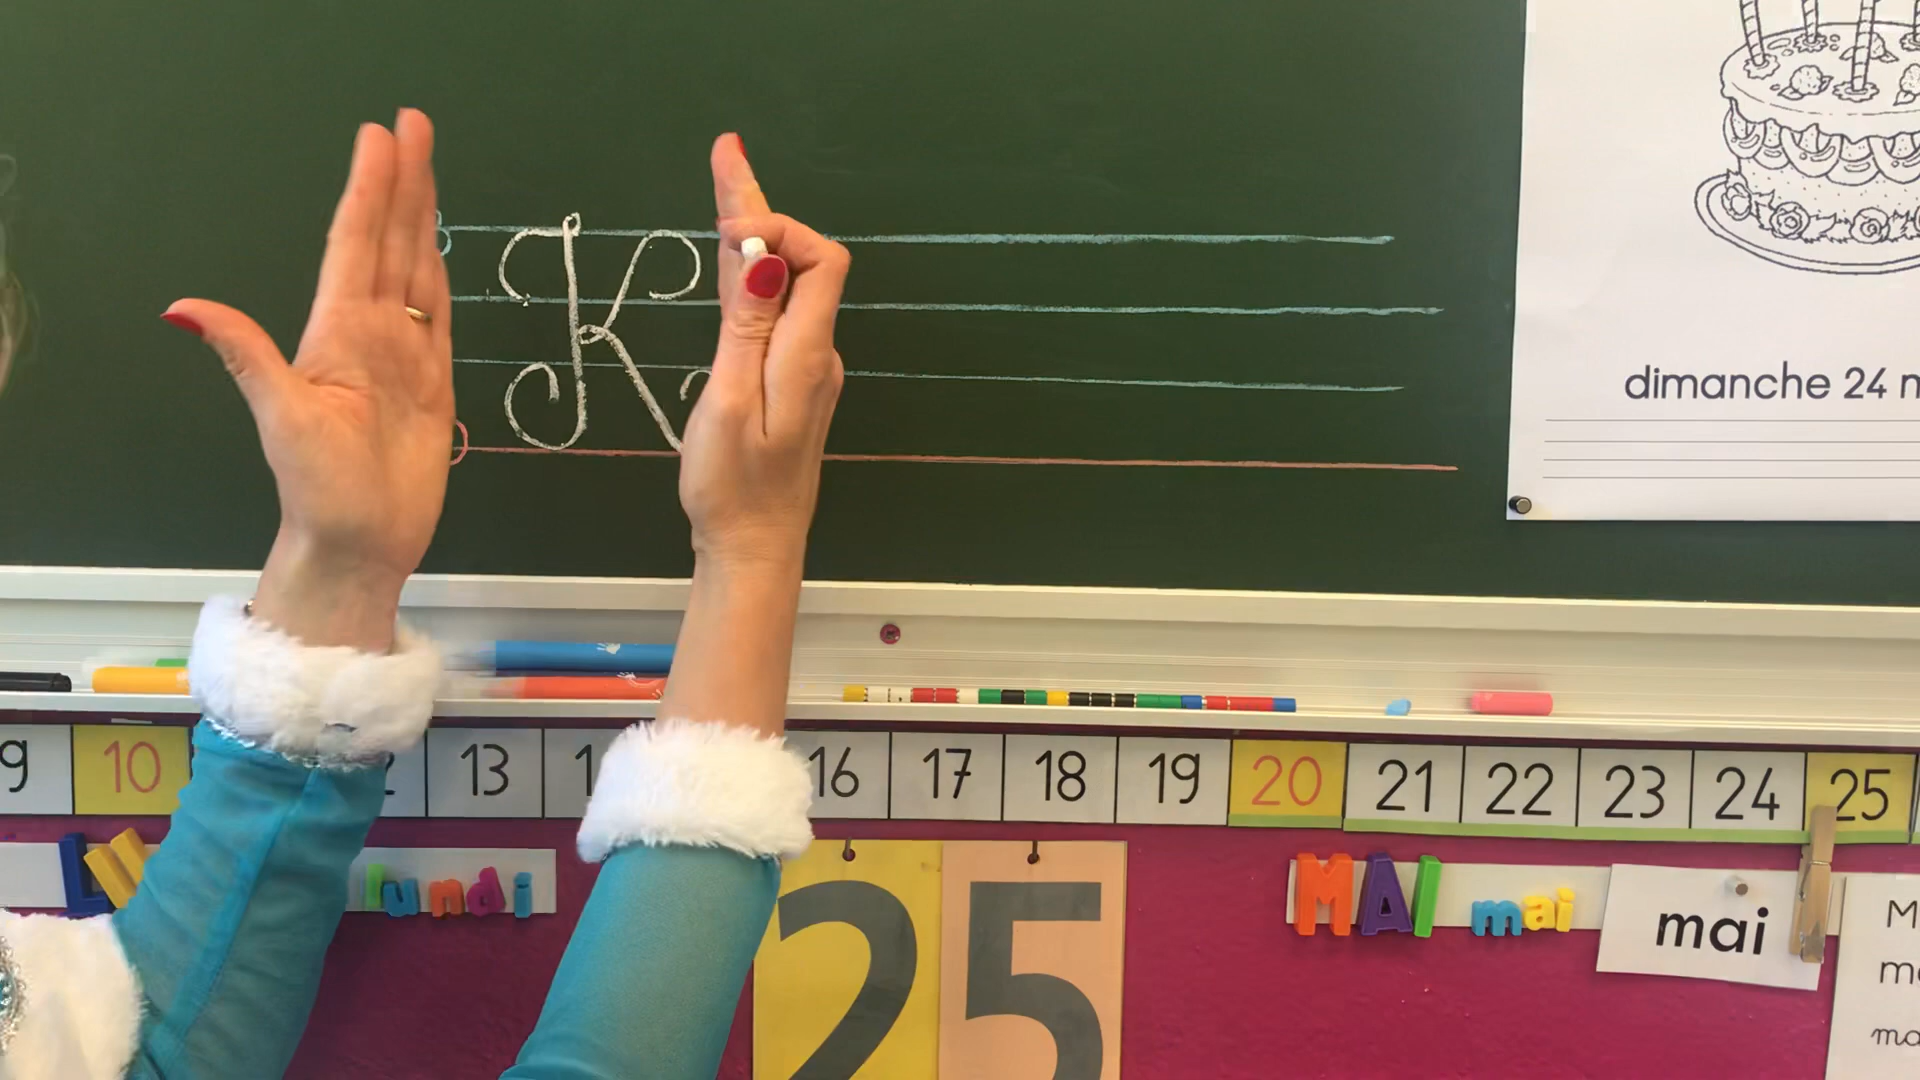 K
dimanche 24 m
9 10 13 16 17 18 19 20 21 22 23 24 25
lundi
MAI mai
mai
25